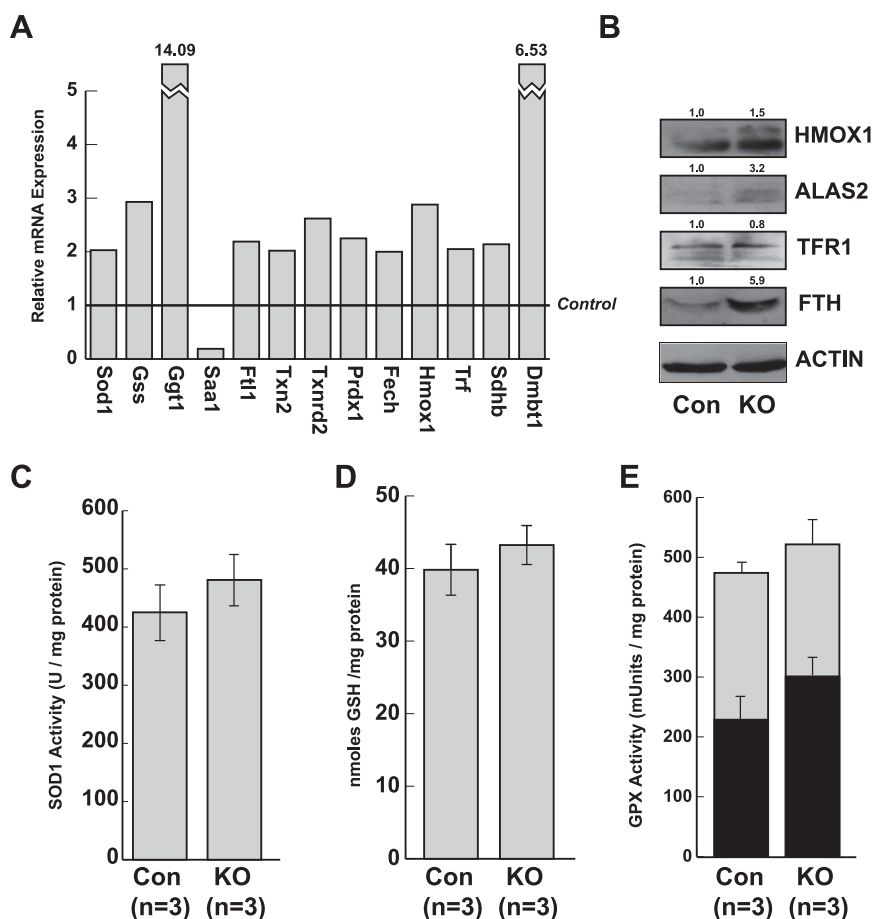 A
14.09
6.53
Relative mRNA Expression
5
4
3
2
1
0
Control
Sod1
Gss
Ggt1
Saa1
Ftl1
Txn2
Txnrd2
Prdx1
Fech
Hmox1
Trf
Sdhb
Dmbt1
B
1.0 1.5
HMOX1
1.0 3.2
ALAS2
1.0 0.8
TFR1
1.0 5.9
FTH
ACTIN
Con KO
C
SOD1 Activity (U / mg protein)
600
500
400
300
200
100
0
Con KO
(n=3) (n=3)
D
nmoles GSH /mg protein
50
40
30
20
10
0
Con KO
(n=3) (n=3)
E
GPX Activity (mUnits / mg protein)
600
500
400
300
200
100
0
Con KO
(n=3) (n=3)